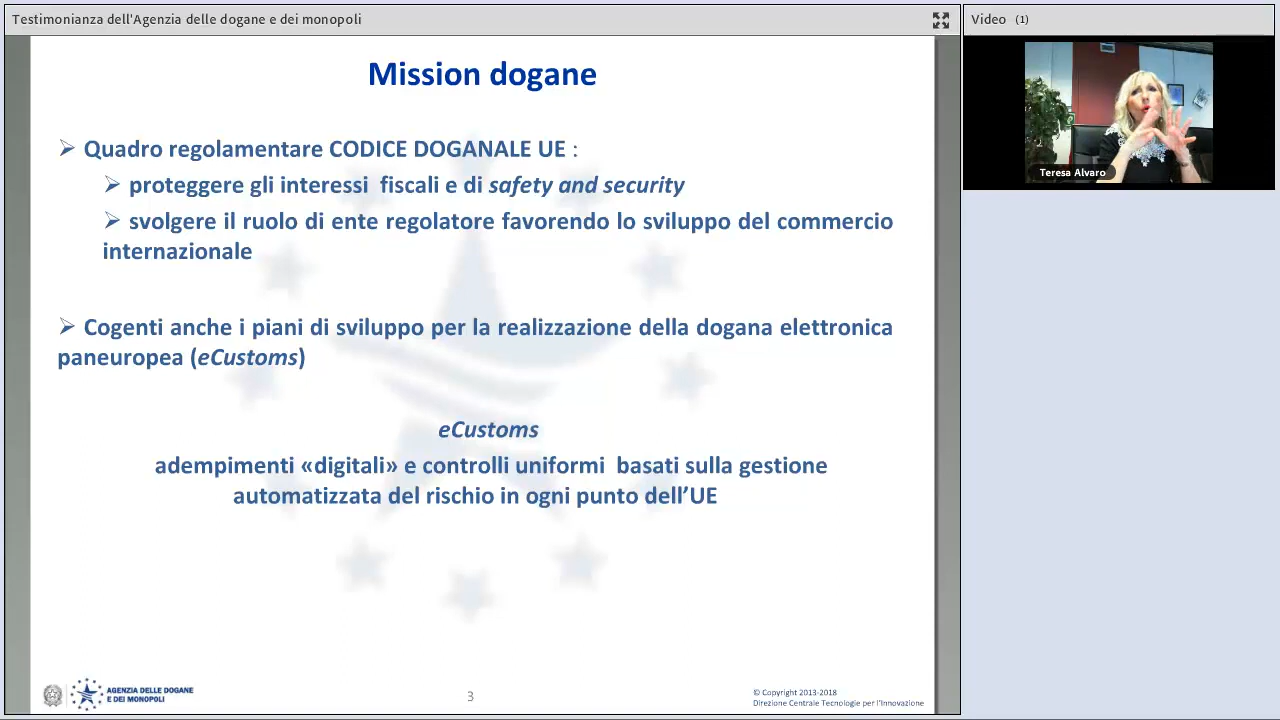 Testimonianza dell'Agenzia delle dogane e dei monopoli
Video (1)
Mission dogane
Quadro regolamentare CODICE DOGANALE UE :
proteggere gli interessi fiscali e di safety and security
svolgere il ruolo di ente regolatore favorendo lo sviluppo del commercio
internazionale
Cogenti anche i piani di sviluppo per la realizzazione della dogana elettronica
paneuropea (eCustoms)
eCustoms
adempimenti «digitali» e controlli uniformi basati sulla gestione
automatizzata del rischio in ogni punto dell’UE
Teresa Alvaro
AGENZIA DELLE DOGANE
E DEI MONOPOLI
3
© Copyright 2013-2018
Direzione Centrale Tecnologie per l'Innovazione